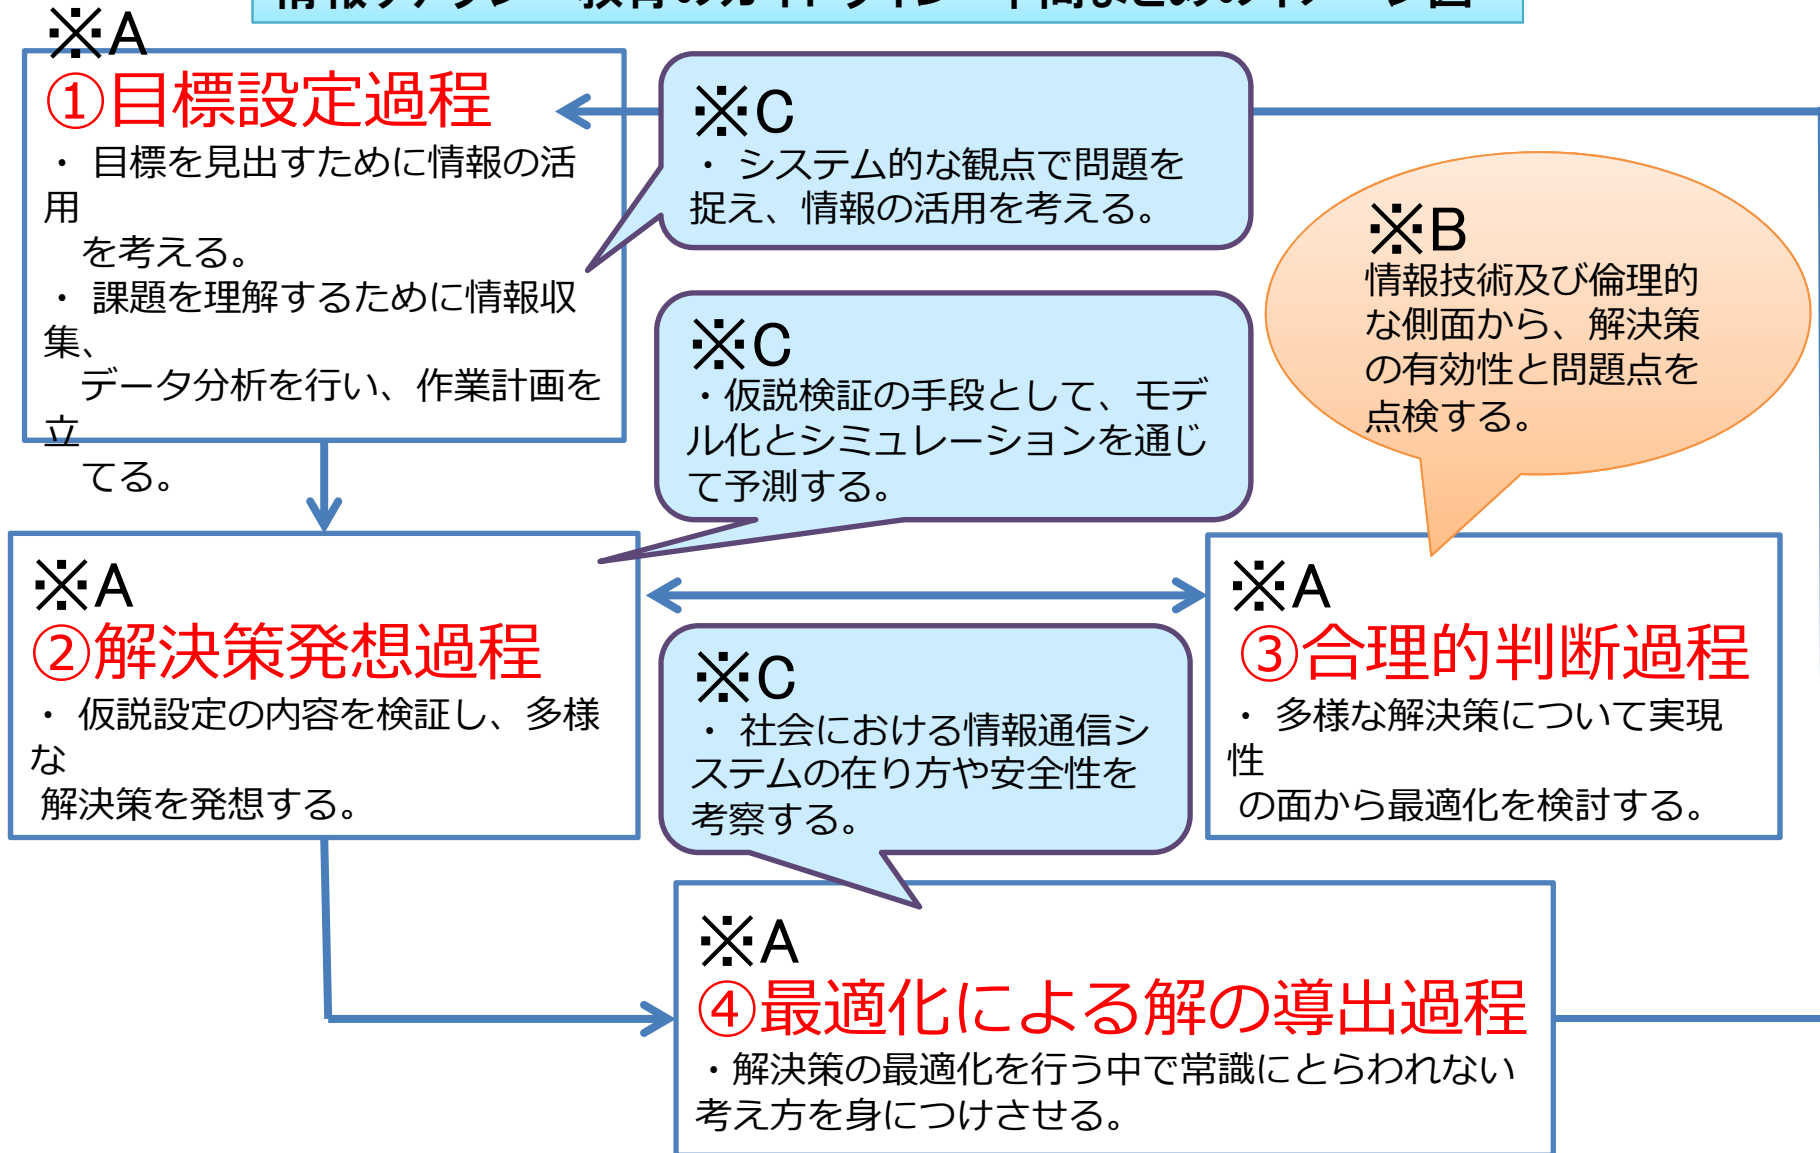 ※A
①目標設定過程
・ 目標を見出すために情報の活
用
を考える。
・ 課題を理解するために情報収
集、
データ分析を行い、作業計画を
立
てる。
※C
・ システム的な観点で問題を
捉え、情報の活用を考える。
※B
情報技術及び倫理的
な側面から、解決策
の有効性と問題点を
点検する。
※C
・仮説検証の手段として、モデ
ル化とシミュレーションを通じ
て予測する。
※A
②解決策発想過程
・ 仮説設定の内容を検証し、多様
な
解決策を発想する。
※C
・ 社会における情報通信シ
ステムの在り方や安全性を
考察する。
※A
③合理的判断過程
・ 多様な解決策について実現
性
の面から最適化を検討する。
※A
④最適化による解の導出過程
・解決策の最適化を行う中で常識にとらわれない
考え方を身につけさせる。